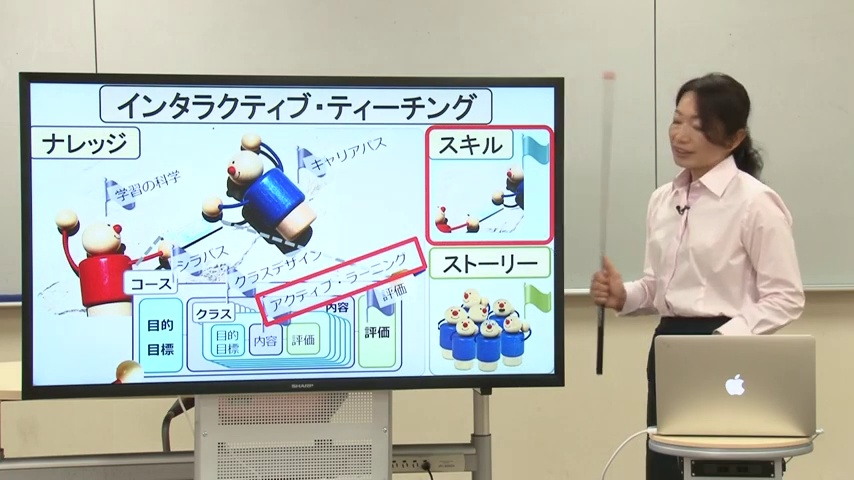 インタラクティブ・ティーチング
ナレッジ
スキル
キャリアパス
学習の科学
シラバス
クラスデザイン
アクティブ・ラーニング
評価
ストーリー
コース
目的
目標
クラス
内容
目的
目標
内容
評価
評価
SHARP